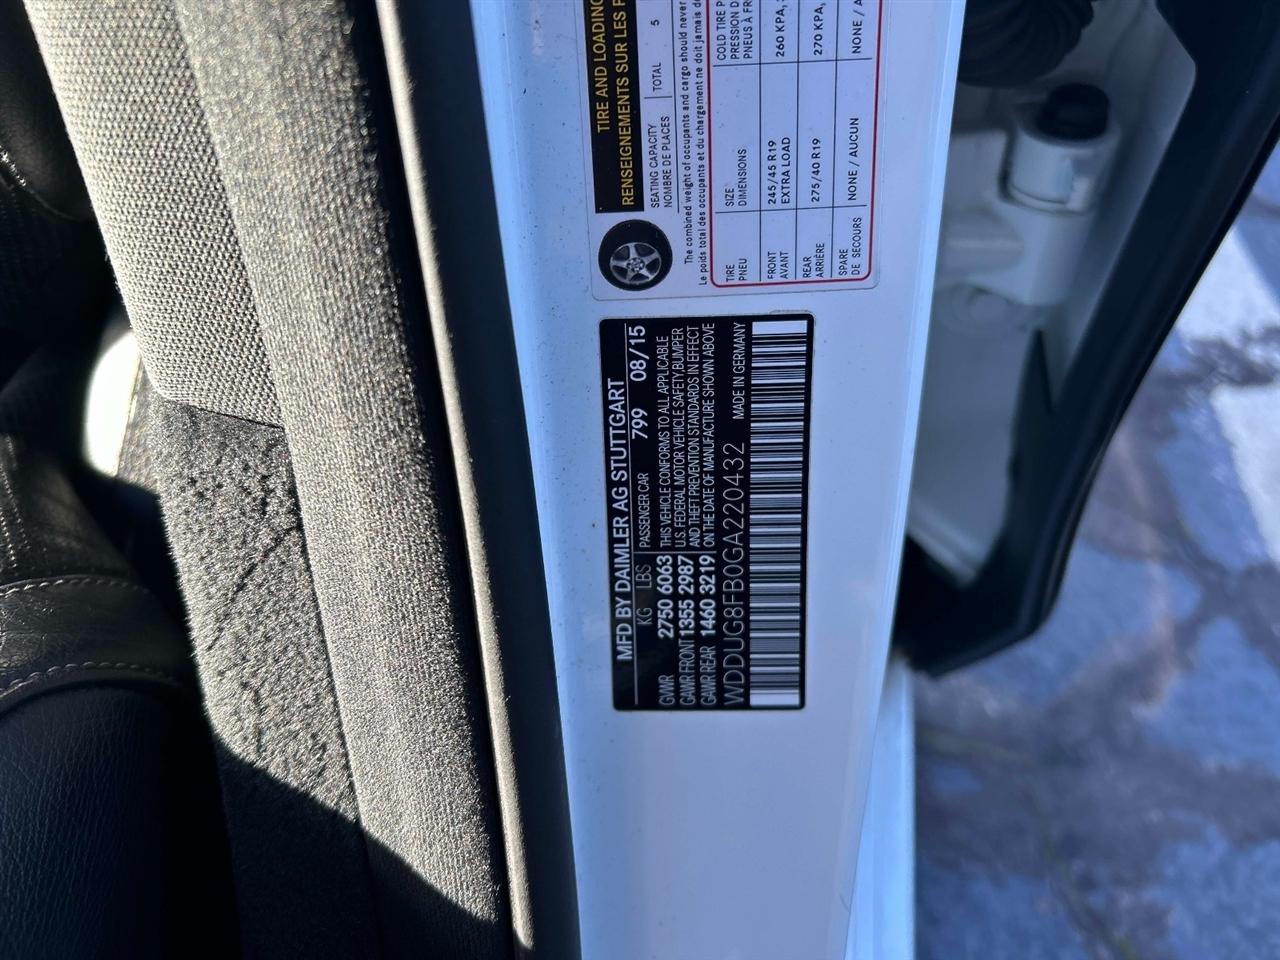 TIRE AND LOADING
RENSEIGNEMENTS SUR LES
SEATING CAPACITY
NOMBRE DE PLACES
TOTAL 5
The combined weight of occupants and cargo should never
Le poids total des occupants et du chargement ne doit jamais
TIRE
PNEU
SIZE
DIMENSIONS
COLD TIRE
PRESSION
PNEUS À
FRONT
AVANT
245/45 R19
EXTRA LOAD
260 KPA,
REAR
ARRIÈRE
275/40 R19
270 KPA,
SPARE
DE SECOURS
NONE / AUCUN
NONE /
MFD BY DAIMLER AG STUTTGART
KG LBS PASSENGER CAR 799 08/15
GVWR 2750 6063
GAWR FRONT 1355 2987
GAWR REAR 1460 3219
THIS VEHICLE CONFORMS TO ALL APPLICABLE
U.S. FEDERAL MOTOR VEHICLE SAFETY,BUMPER
AND THEFT PREVENTION STANDARDS IN EFFECT
ON THE DATE OF MANUFACTURE SHOWN ABOVE
WDDUG8FB0GA220432 MADE IN GERMANY